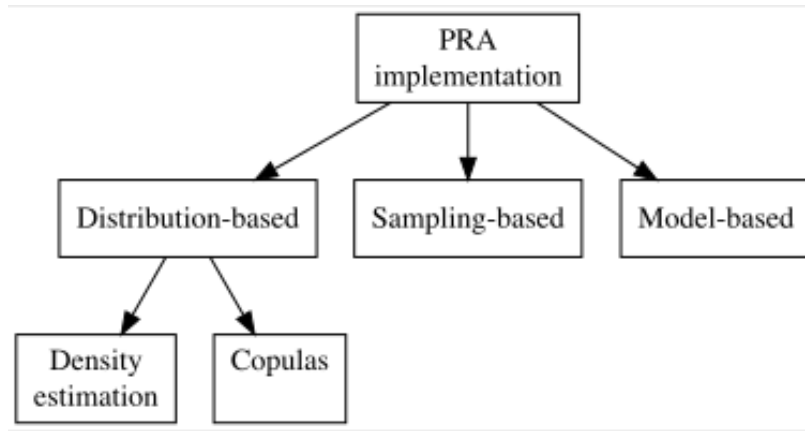 PRA
implementation
Distribution-based
Sampling-based
Model-based
Density
estimation
Copulas